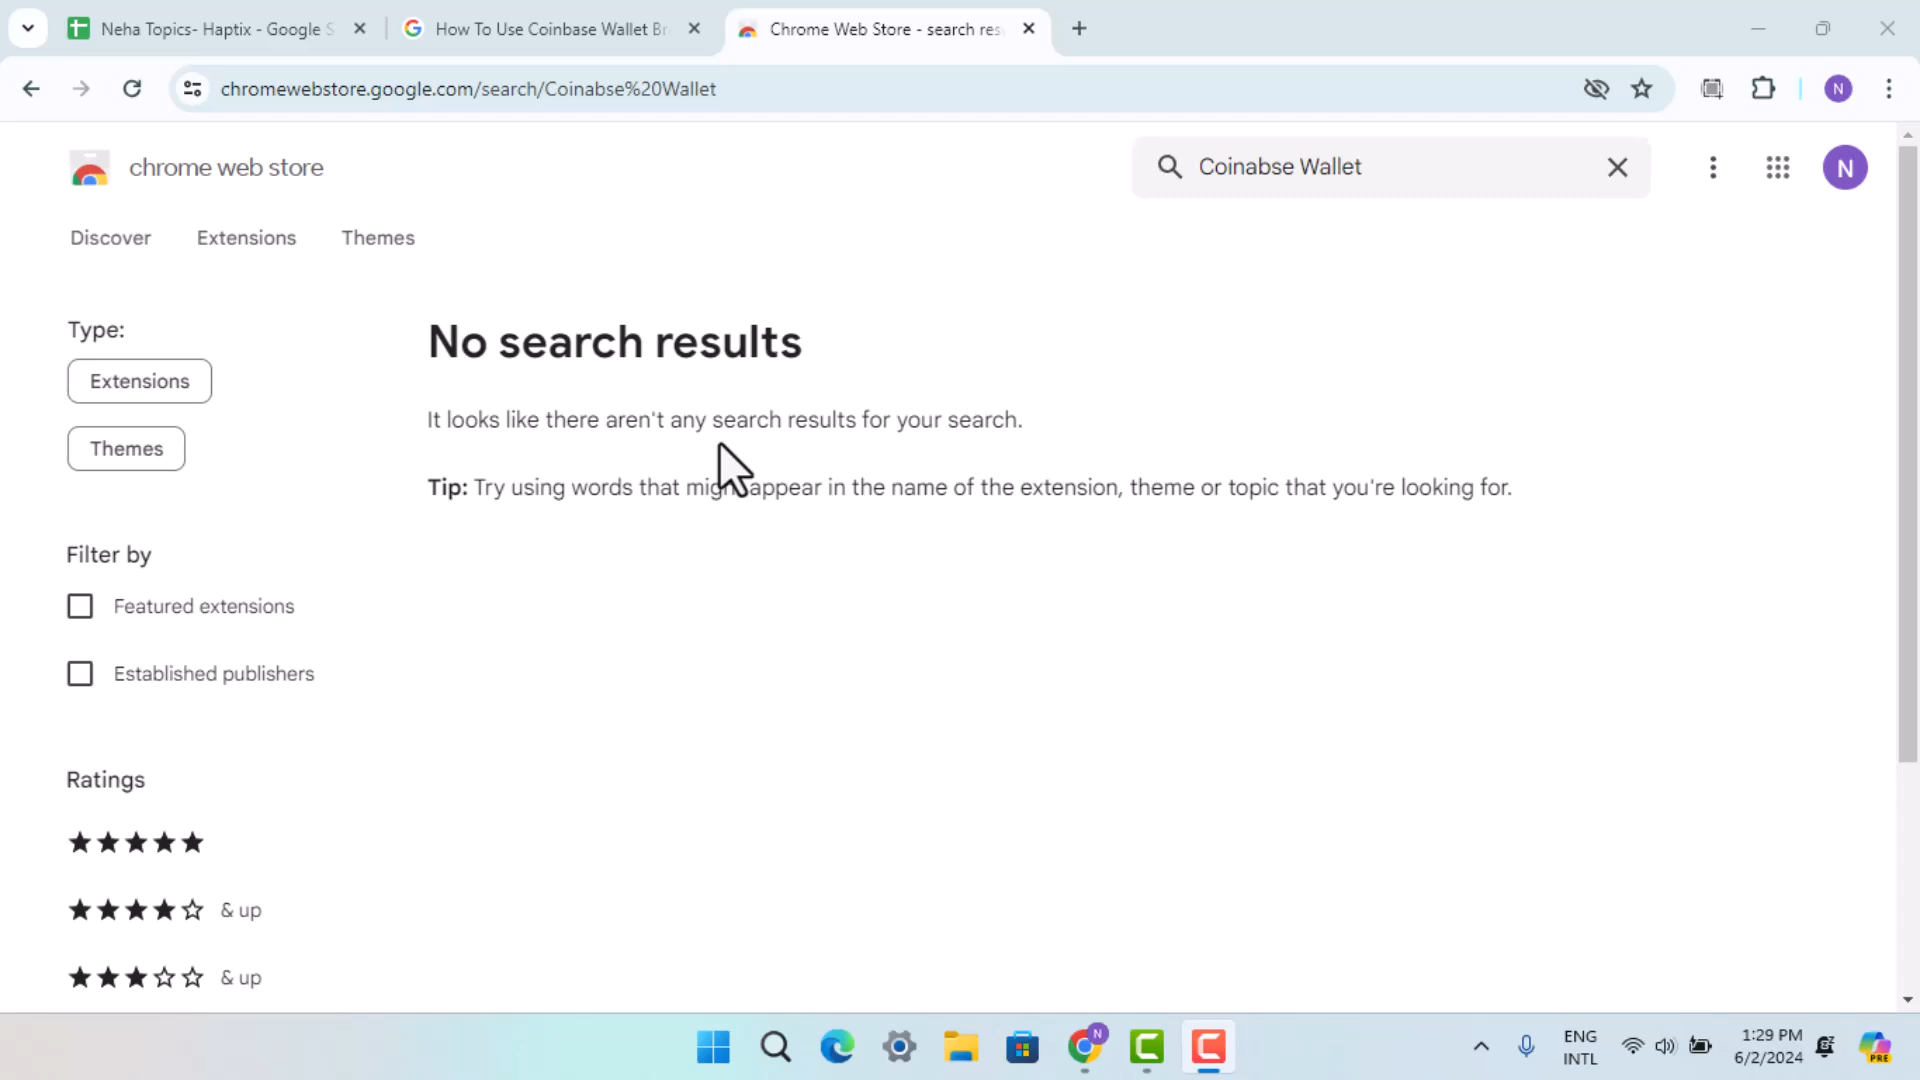 Neha Topics- Haptix - Google S
How To Use Coinbase Wallet Br
Chrome Web Store - search res
chromewebstore.google.com/search/Coinabse%20Wallet
N
chrome web store
Coinabse Wallet
N
Discover
Extensions
Themes
Type:
Extensions
Themes
No search results
It looks like there aren't any search results for your search.
Tip: Try using words that might appear in the name of the extension, theme or topic that you're looking for.
Filter by
Featured extensions
Established publishers
Ratings
& up
& up
N
ENG
INTL
1:29 PM
6/2/2024
PRE